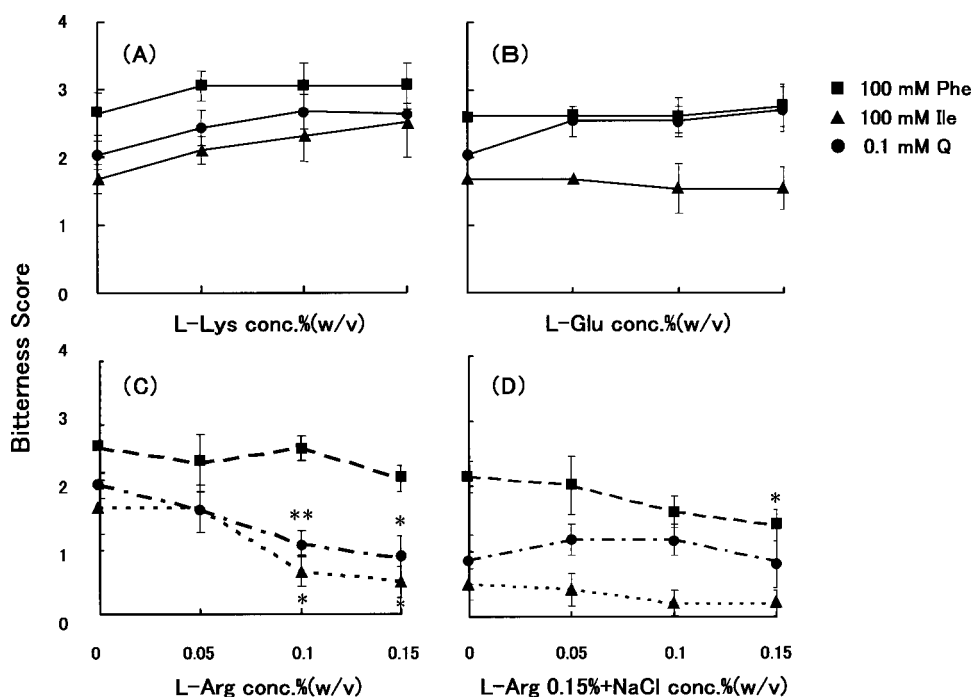 4
(A)
(B)
3
2
1
0
L-Lys conc.%(w/v)
L-Glu conc.%(w/v)
■ 100 mM Phe
▲ 100 mM Ile
● 0.1 mM Q
Bitterness Score
4
(C)
(D)
3
2
1
0
**
*
*
*
*
0 0.05 0.1 0.15
0 0.05 0.1 0.15
L-Arg conc.%(w/v)
L-Arg 0.15%+NaCl conc.%(w/v)